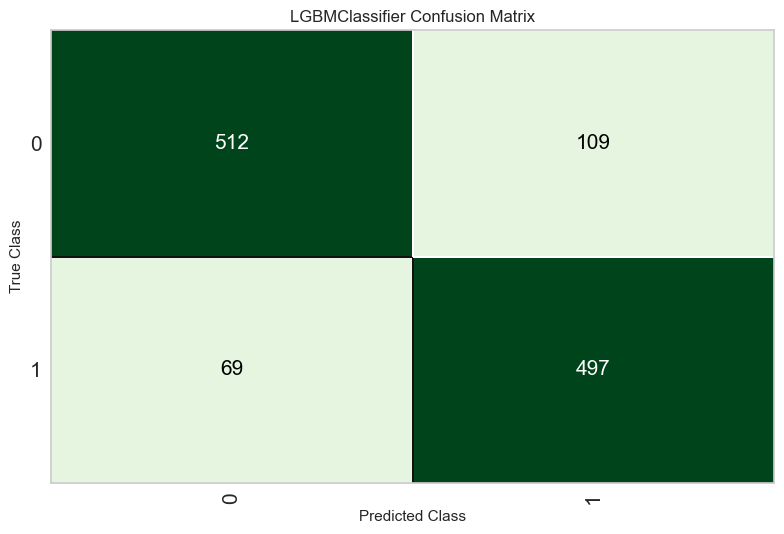 LGBMClassifier Confusion Matrix
True Class
0
512
109
1
69
497
0
1
Predicted Class